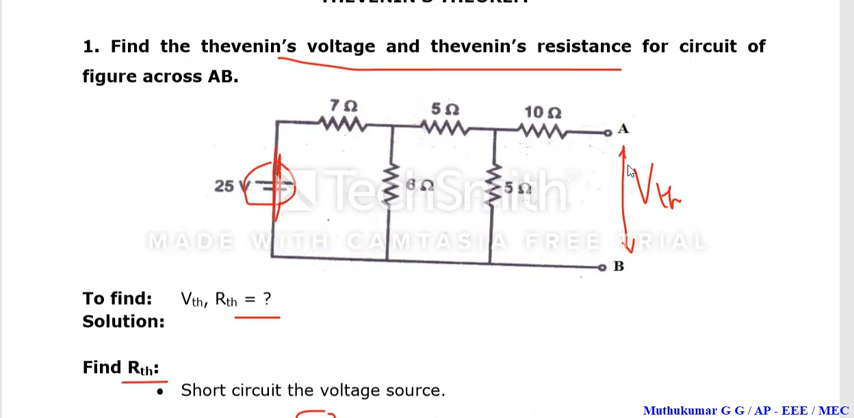 THEVENIN'S THEOREM
1. Find the thevenin's voltage and thevenin's resistance for circuit of
figure across AB.
7 Ω
5 Ω
10 Ω
A
25 V
6 Ω
5 Ω
Vth
TechSmith
MADE WITH CAMTASIA FREE TRIAL
B
To find: Vth, Rth = ?
Solution:
Find Rth:
• Short circuit the voltage source.
Muthukumar G G / AP - EEE / MEC